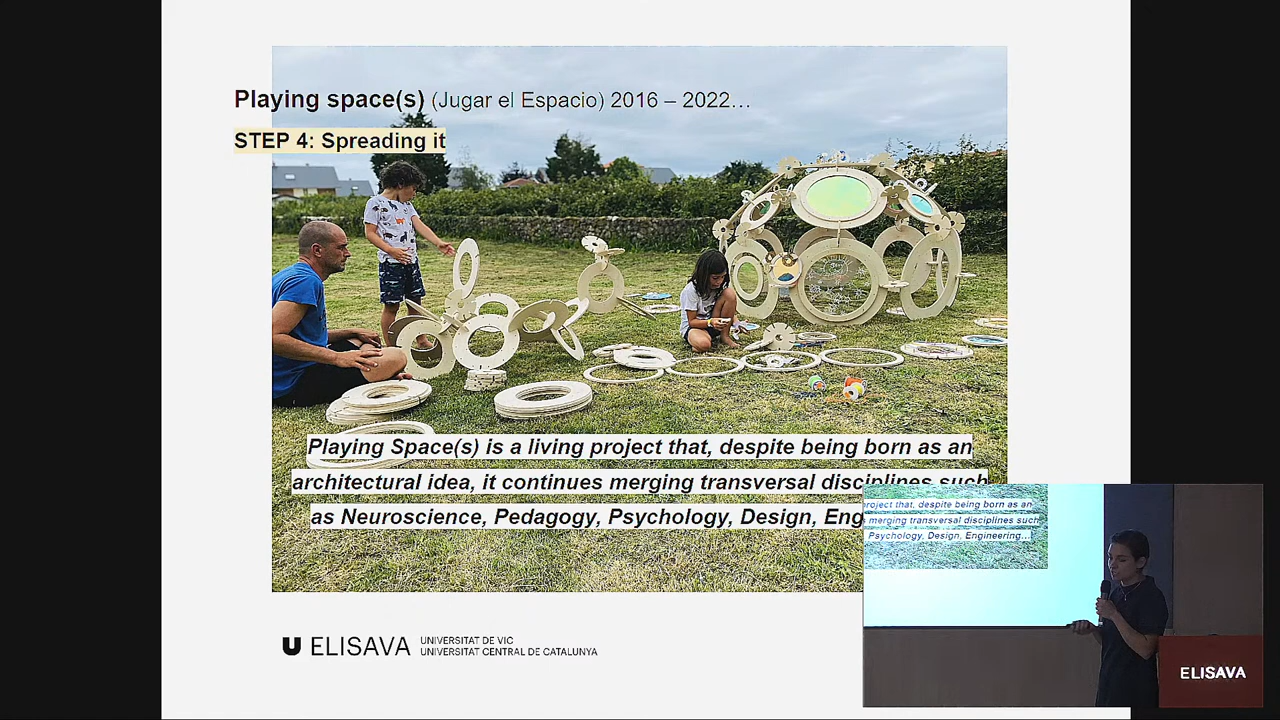 Playing space(s) (Jugar el Espacio) 2016 – 2022…
STEP 4: Spreading it
Playing Space(s) is a living project that, despite being born as an
architectural idea, it continues merging transversal disciplines such
as Neuroscience, Pedagogy, Psychology, Design, Eng
project that, despite being born as an
merging transversal disciplines such
Psychology, Design, Engineering...
ELISAVA
UNIVERSITAT DE VIC
UNIVERSITAT CENTRAL DE CATALUNYA
ELISAVA